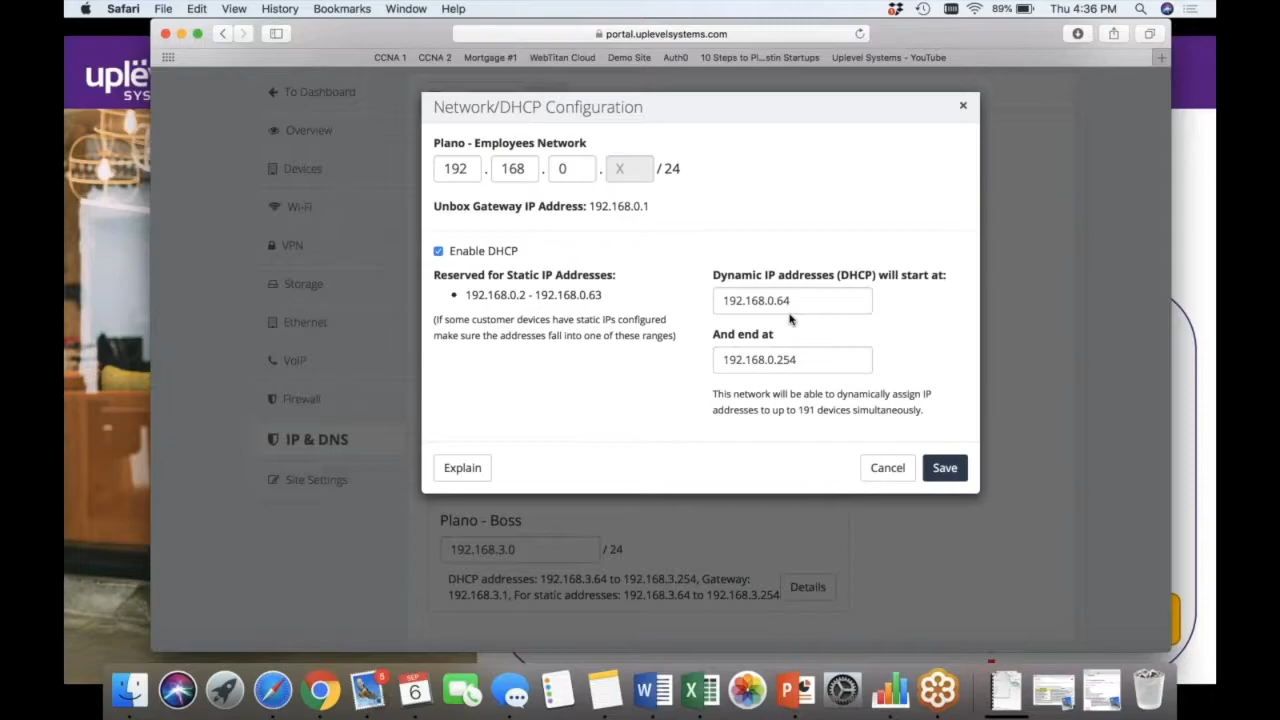 Safari File Edit View History Bookmarks Window Help 89% Thu 4:36 PM
portal.uplevelsystems.com
CCNA 1 CCNA 2 Mortgage #1 WebTitan Cloud Demo Site Auth0 10 Steps to Pl...stin Startups Uplevel Systems - YouTube
uplë
SYS
To Dashboard
Overview
Devices
Wi-Fi
VPN
Storage
Ethernet
VoIP
Firewall
IP & DNS
Site Settings
Network/DHCP Configuration
Plano - Employees Network
192 . 168 . 0 . X / 24
Unbox Gateway IP Address: 192.168.0.1
Enable DHCP
Reserved for Static IP Addresses:
192.168.0.2 - 192.168.0.63
(If some customer devices have static IPs configured
make sure the addresses fall into one of these ranges)
Dynamic IP addresses (DHCP) will start at:
192.168.0.64
And end at
192.168.0.254
This network will be able to dynamically assign IP
addresses to up to 191 devices simultaneously.
Explain Cancel Save
Plano - Boss
192.168.3.0 / 24
DHCP addresses: 192.168.3.64 to 192.168.3.254, Gateway:
192.168.3.1, For static addresses: 192.168.3.64 to 192.168.3.254
Details
5
SEP
6
W X P